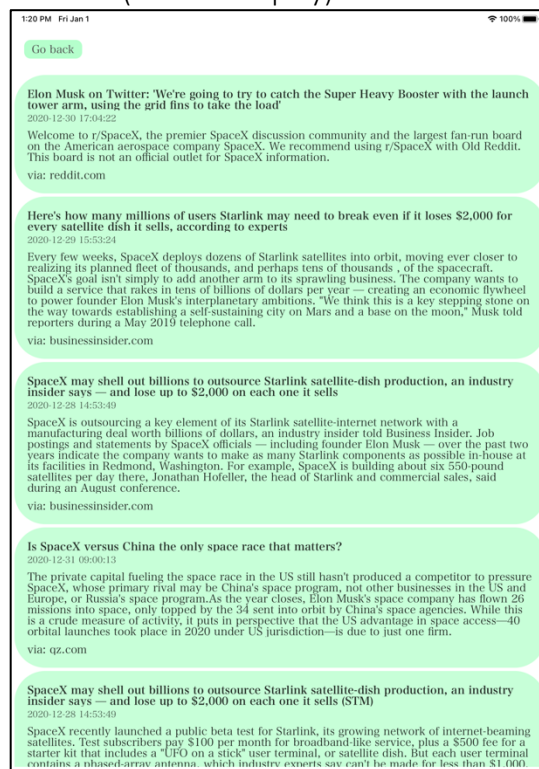 1:20 PM Fri Jan 1
100%
Go back
Elon Musk on Twitter: 'We're going to try to catch the Super Heavy Booster with the launch
tower arm, using the grid fins to take the load'
2020-12-30 17:04:22
Welcome to r/SpaceX, the premier SpaceX discussion community and the largest fan-run board
on the American aerospace company SpaceX. We recommend using r/SpaceX with Old Reddit.
This board is not an official outlet for SpaceX information.
via: reddit.com
Here's how many millions of users Starlink may need to break even if it loses $2,000 for
every satellite dish it sells, according to experts
2020-12-29 15:53:24
Every few weeks, SpaceX deploys dozens of Starlink satellites into orbit, moving ever closer to
realizing its planned fleet of thousands, and perhaps tens of thousands , of the spacecraft.
SpaceX's goal isn't simply to add another arm to its sprawling business. The company wants to
build a service that rakes in tens of billions of dollars per year — creating an economic flywheel
to power founder Elon Musk's interplanetary ambitions. "We think this is a key stepping stone on
the way towards establishing a self-sustaining city on Mars and a base on the moon," Musk told
reporters during a May 2019 telephone call.
via: businessinsider.com
SpaceX may shell out billions to outsource Starlink satellite-dish production, an industry
insider says — and lose up to $2,000 on each one it sells
2020-12-28 14:53:49
SpaceX is outsourcing a key element of its Starlink satellite-internet network with a
manufacturing deal worth billions of dollars, an industry insider told Business Insider. Job
postings and statements by SpaceX officials — including founder Elon Musk — over the past two
years indicate the company wants to make as many Starlink components as possible in-house at
its facilities in Redmond, Washington. For example, SpaceX is building about six 550-pound
satellites per day there, Jonathan Hofeller, the head of Starlink and commercial sales, said
during an August conference.
via: businessinsider.com
Is SpaceX versus China the only space race that matters?
2020-12-31 09:00:13
The private capital fueling the space race in the US still hasn't produced a competitor to pressure
SpaceX, whose primary rival may be China's space program, not other businesses in the US and
Europe, or Russia's space program.As the year closes, Elon Musk's space company has flown 26
missions into space, only topped by the 34 sent into orbit by China's space agencies. While this
is a crude measure of activity, it puts in perspective that the US advantage in space access—40
orbital launches took place in 2020 under US jurisdiction—is due to just one firm.
via: qz.com
SpaceX may shell out billions to outsource Starlink satellite-dish production, an industry
insider says — and lose up to $2,000 on each one it sells (STM)
2020-12-28 14:53:49
SpaceX recently launched a public beta test for Starlink, its growing network of internet-beaming
satellites. Test subscribers pay $100 per month for broadband-like service, plus a $500 fee for a
starter kit that includes a "UFO on a stick" user terminal, or satellite dish. But each user terminal
contains a phased-array antenna, which industry experts say can't be made for less than $1,000,